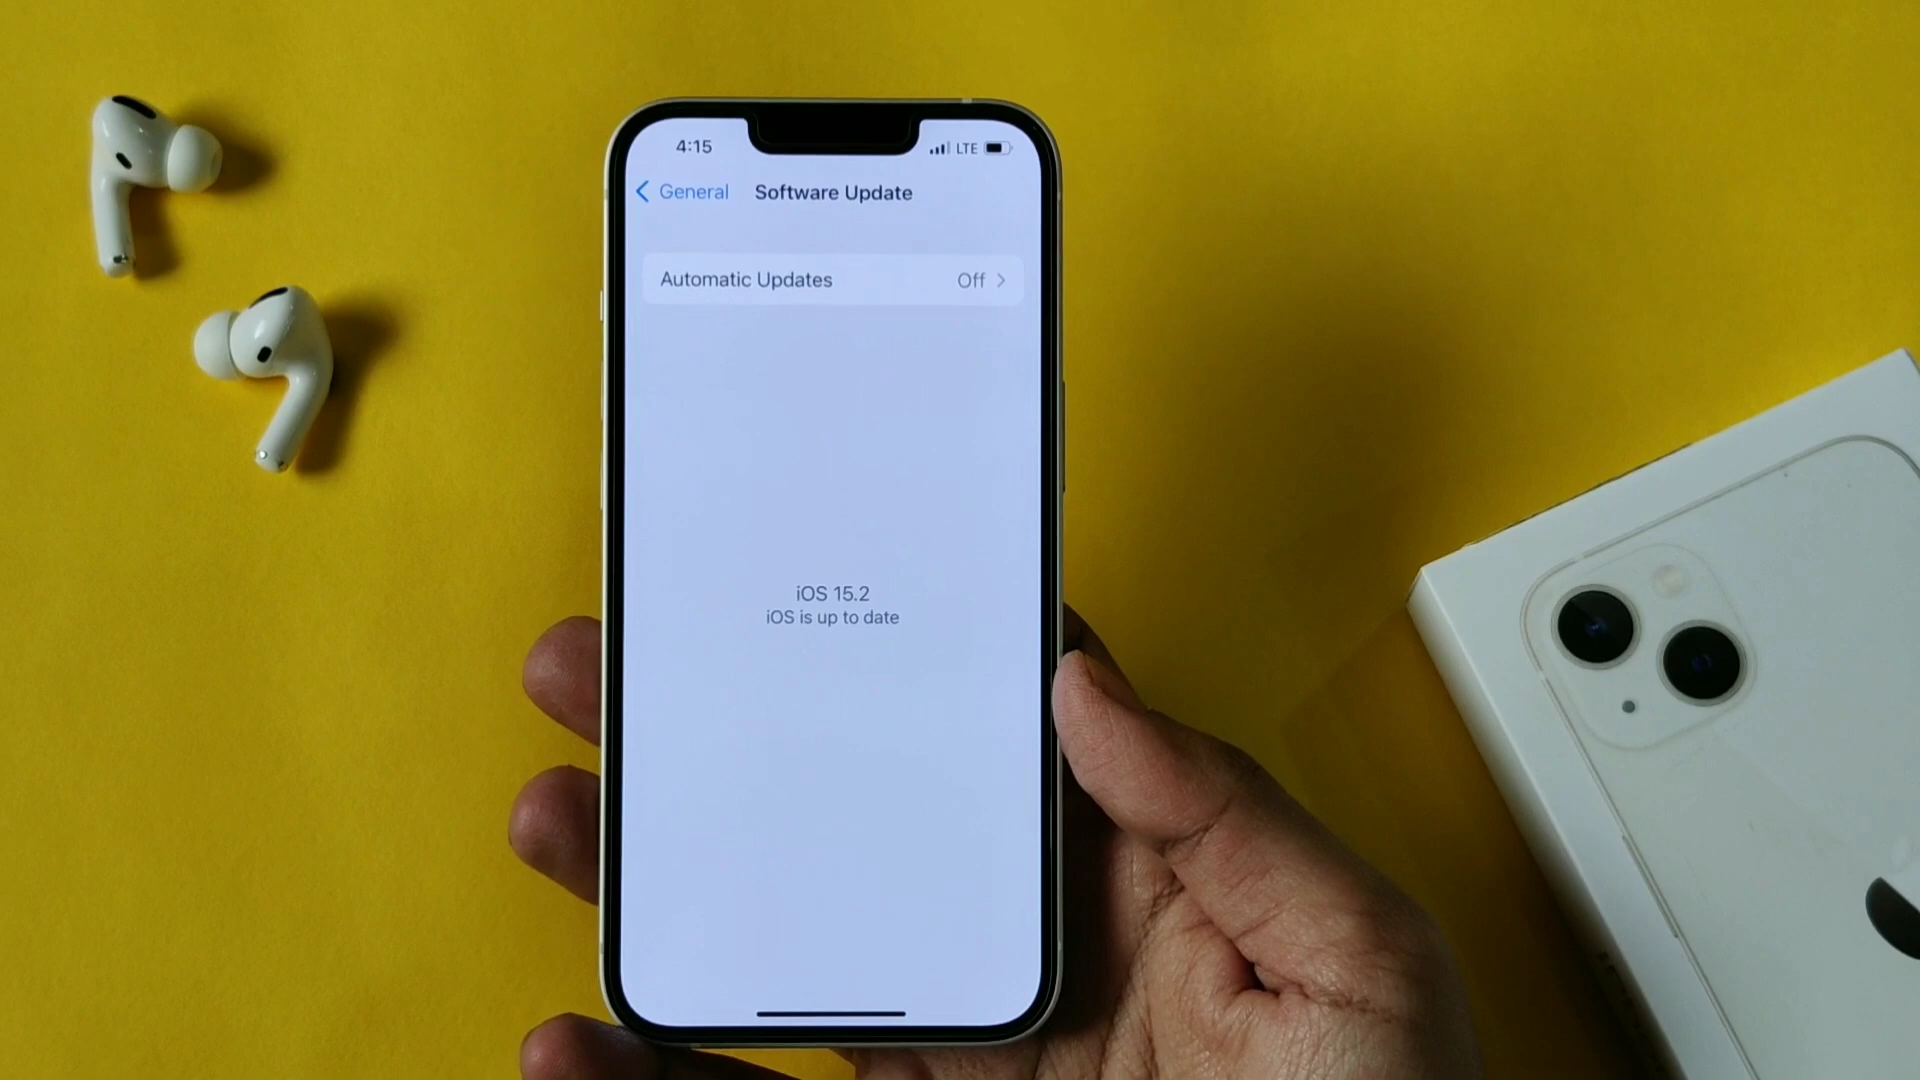 4:15
LTE
General
Software Update
Automatic Updates
Off
iOS 15.2
iOS is up to date